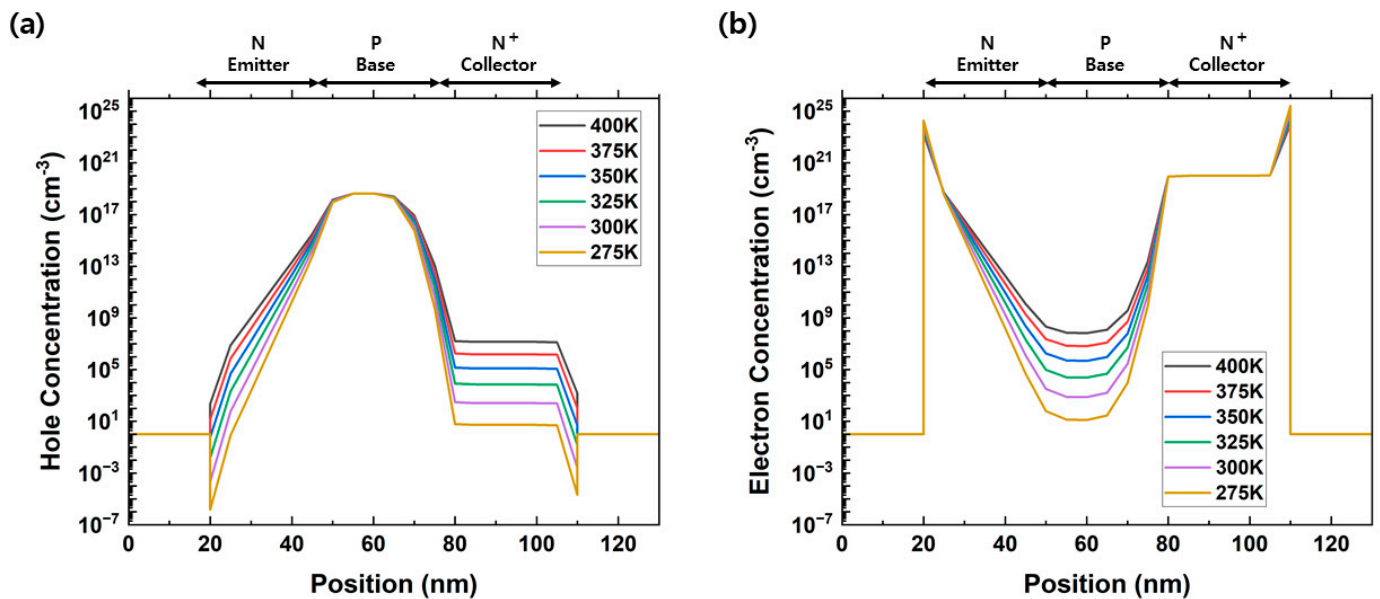 (a)
N
Emitter
P
Base
N+
Collector
Hole Concentration (cm-3)
10^25
10^21
10^17
10^13
10^9
10^5
10^1
10^-3
10^-7
400K
375K
350K
325K
300K
275K
0 20 40 60 80 100 120
Position (nm)
(b)
N
Emitter
P
Base
N+
Collector
Electron Concentration (cm-3)
10^25
10^21
10^17
10^13
10^9
10^5
10^1
10^-3
10^-7
400K
375K
350K
325K
300K
275K
0 20 40 60 80 100 120
Position (nm)